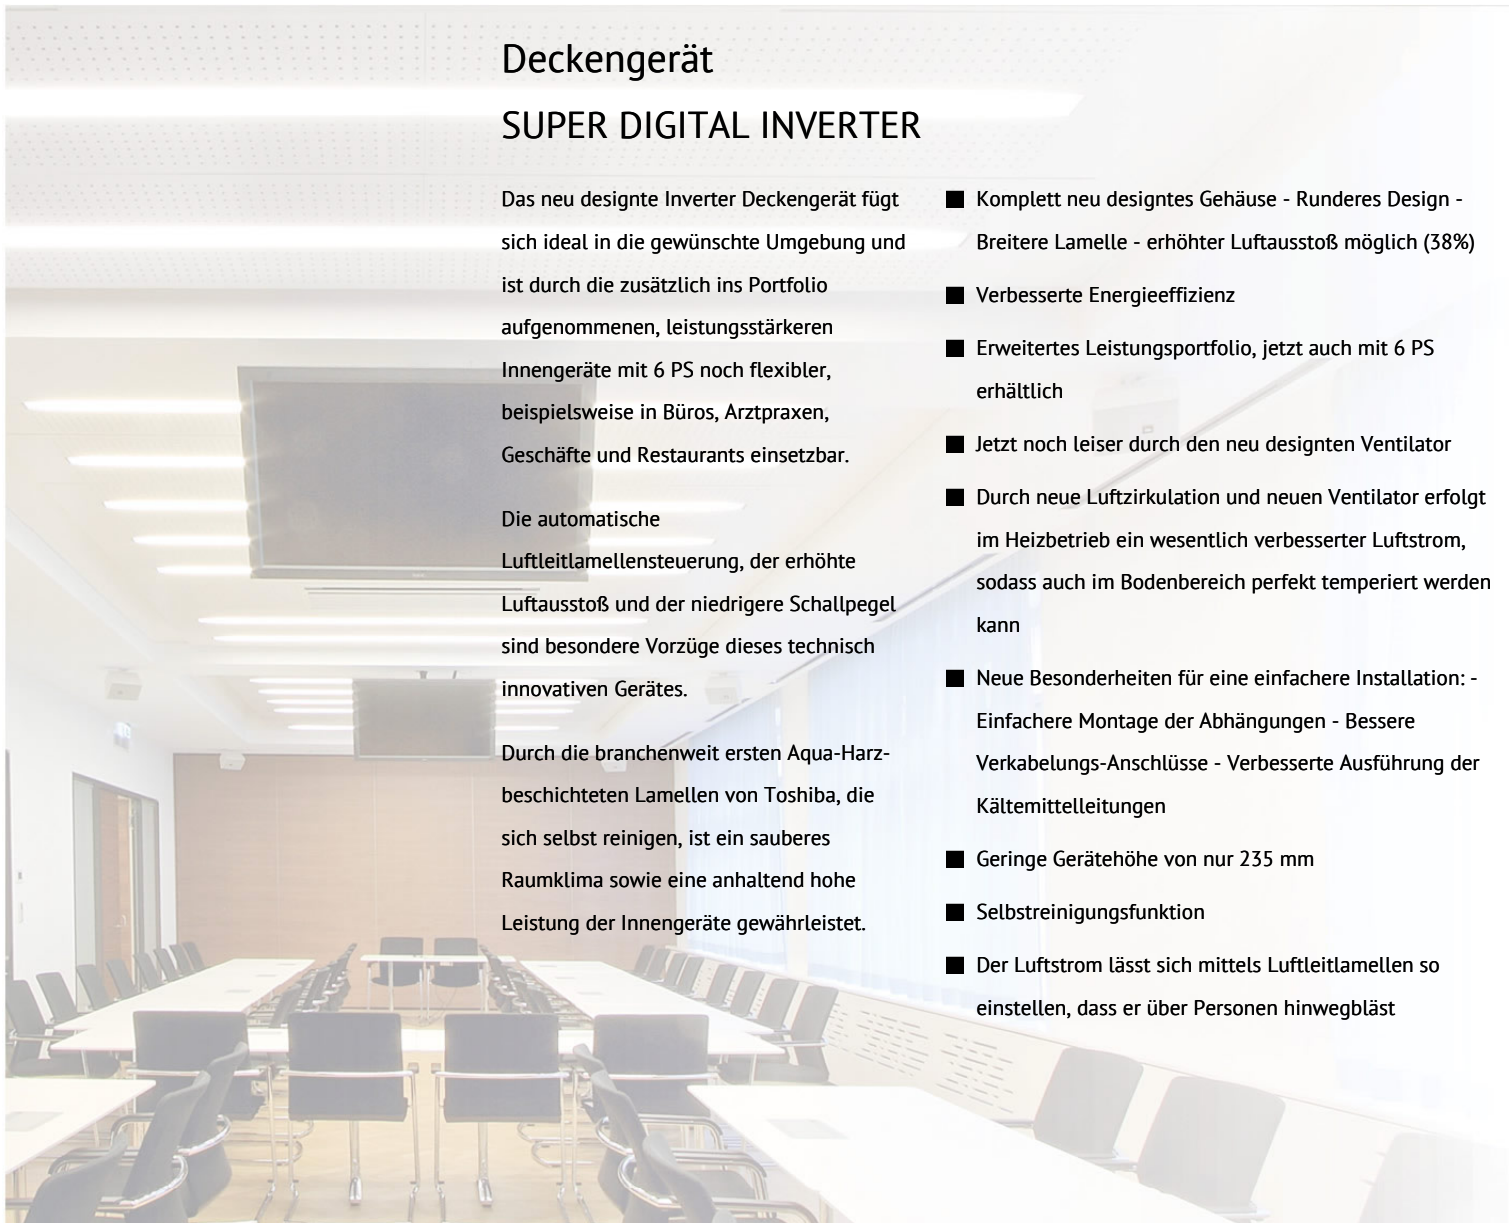 Deckengerät
SUPER DIGITAL INVERTER
Das neu designte Inverter Deckengerät fügt
sich ideal in die gewünschte Umgebung und
ist durch die zusätzlich ins Portfolio
aufgenommenen, leistungsstärkeren
Innengeräte mit 6 PS noch flexibler,
beispielsweise in Büros, Arztpraxen,
Geschäfte und Restaurants einsetzbar.
Die automatische
Luftleitlamellensteuerung, der erhöhte
Luftausstoß und der niedrigere Schallpegel
sind besondere Vorzüge dieses technisch
innovativen Gerätes.
Durch die branchenweit ersten Aqua-Harz-
beschichteten Lamellen von Toshiba, die
sich selbst reinigen, ist ein sauberes
Raumklima sowie eine anhaltend hohe
Leistung der Innengeräte gewährleistet.
■ Komplett neu designtes Gehäuse - Runderes Design -
Breitere Lamelle - erhöhter Luftausstoß möglich (38%)
■ Verbesserte Energieeffizienz
■ Erweitertes Leistungsportfolio, jetzt auch mit 6 PS
erhältlich
■ Jetzt noch leiser durch den neu designten Ventilator
■ Durch neue Luftzirkulation und neuen Ventilator erfolgt
im Heizbetrieb ein wesentlich verbesserter Luftstrom,
sodass auch im Bodenbereich perfekt temperiert werden
kann
■ Neue Besonderheiten für eine einfachere Installation: -
Einfachere Montage der Abhängungen - Bessere
Verkabelungs-Anschlüsse - Verbesserte Ausführung der
Kältemittelleitungen
■ Geringe Gerätehöhe von nur 235 mm
■ Selbstreinigungsfunktion
■ Der Luftstrom lässt sich mittels Luftleitlamellen so
einstellen, dass er über Personen hinwegbläst